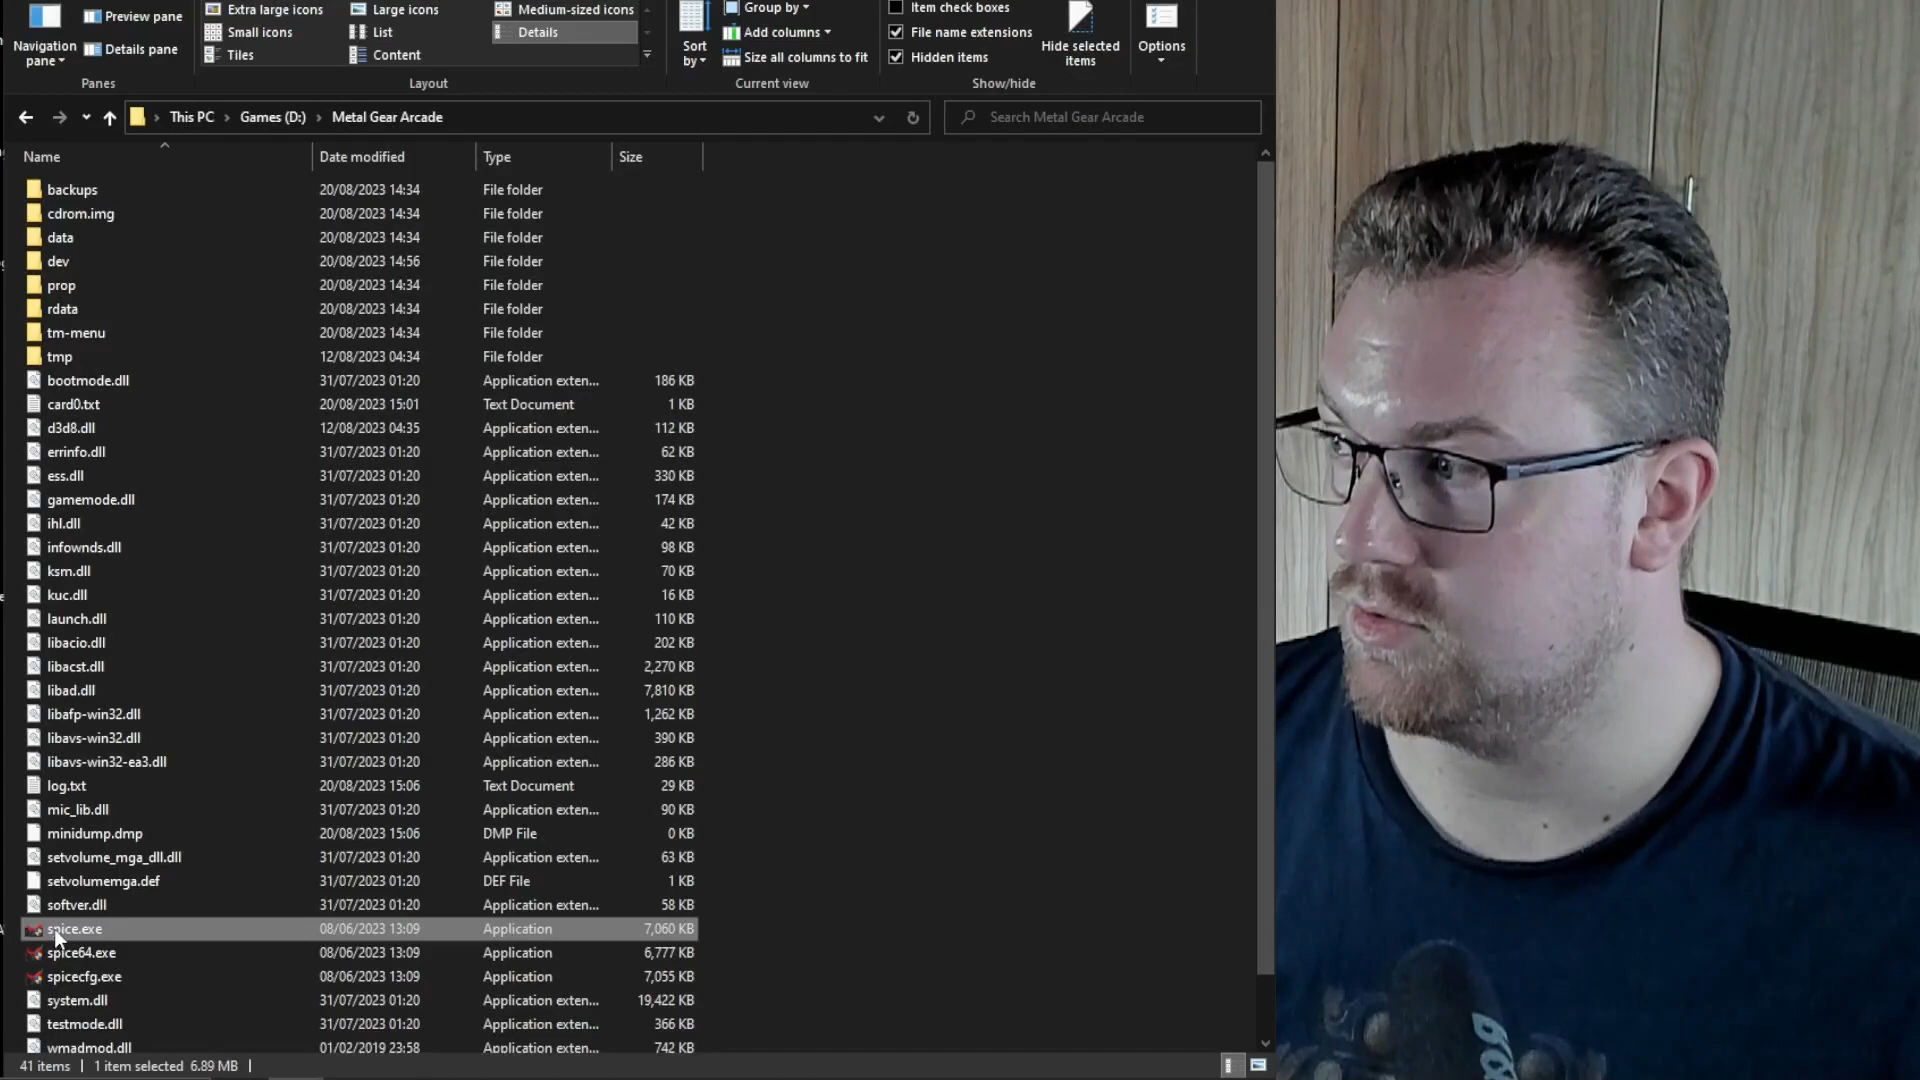 Preview pane
Extra large icons
Large icons
Medium-sized icons
Group by
Item check boxes
Small icons
List
Details
Add columns
File name extensions
Navigation pane
Details pane
Tiles
Content
Sort by
Size all columns to fit
Hidden items
Hide selected items
Options
Panes
Layout
Current view
Show/hide
This PC > Games (D:) > Metal Gear Arcade
Search Metal Gear Arcade
Name Date modified Type Size
backups 20/08/2023 14:34 File folder
cdrom.img 20/08/2023 14:34 File folder
data 20/08/2023 14:34 File folder
dev 20/08/2023 14:56 File folder
prop 20/08/2023 14:34 File folder
rdata 20/08/2023 14:34 File folder
tm-menu 20/08/2023 14:34 File folder
tmp 12/08/2023 04:34 File folder
bootmode.dll 31/07/2023 01:20 Application exten... 186 KB
card0.txt 20/08/2023 15:01 Text Document 1 KB
d3d8.dll 12/08/2023 04:35 Application exten... 112 KB
errinfo.dll 31/07/2023 01:20 Application exten... 62 KB
ess.dll 31/07/2023 01:20 Application exten... 330 KB
gamemode.dll 31/07/2023 01:20 Application exten... 174 KB
ihl.dll 31/07/2023 01:20 Application exten... 42 KB
infownds.dll 31/07/2023 01:20 Application exten... 98 KB
ksm.dll 31/07/2023 01:20 Application exten... 70 KB
kuc.dll 31/07/2023 01:20 Application exten... 16 KB
launch.dll 31/07/2023 01:20 Application exten... 110 KB
libacio.dll 31/07/2023 01:20 Application exten... 202 KB
libacst.dll 31/07/2023 01:20 Application exten... 2,270 KB
libad.dll 31/07/2023 01:20 Application exten... 7,810 KB
libafp-win32.dll 31/07/2023 01:20 Application exten... 1,262 KB
libavs-win32.dll 31/07/2023 01:20 Application exten... 390 KB
libavs-win32-ea3.dll 31/07/2023 01:20 Application exten... 286 KB
log.txt 20/08/2023 15:06 Text Document 29 KB
mic_lib.dll 31/07/2023 01:20 Application exten... 90 KB
minidump.dmp 20/08/2023 15:06 DMP File 0 KB
setvolume_mga_dll.dll 31/07/2023 01:20 Application exten... 63 KB
setvolumemga.def 31/07/2023 01:20 DEF File 1 KB
softver.dll 31/07/2023 01:20 Application exten... 58 KB
spice.exe 08/06/2023 13:09 Application 7,060 KB
spice64.exe 08/06/2023 13:09 Application 6,777 KB
spicecfg.exe 08/06/2023 13:09 Application 7,055 KB
system.dll 31/07/2023 01:20 Application exten... 19,422 KB
testmode.dll 31/07/2023 01:20 Application exten... 366 KB
wmadmod.dll 01/02/2019 23:58 Application exten... 742 KB
41 items | 1 item selected 6.89 MB |